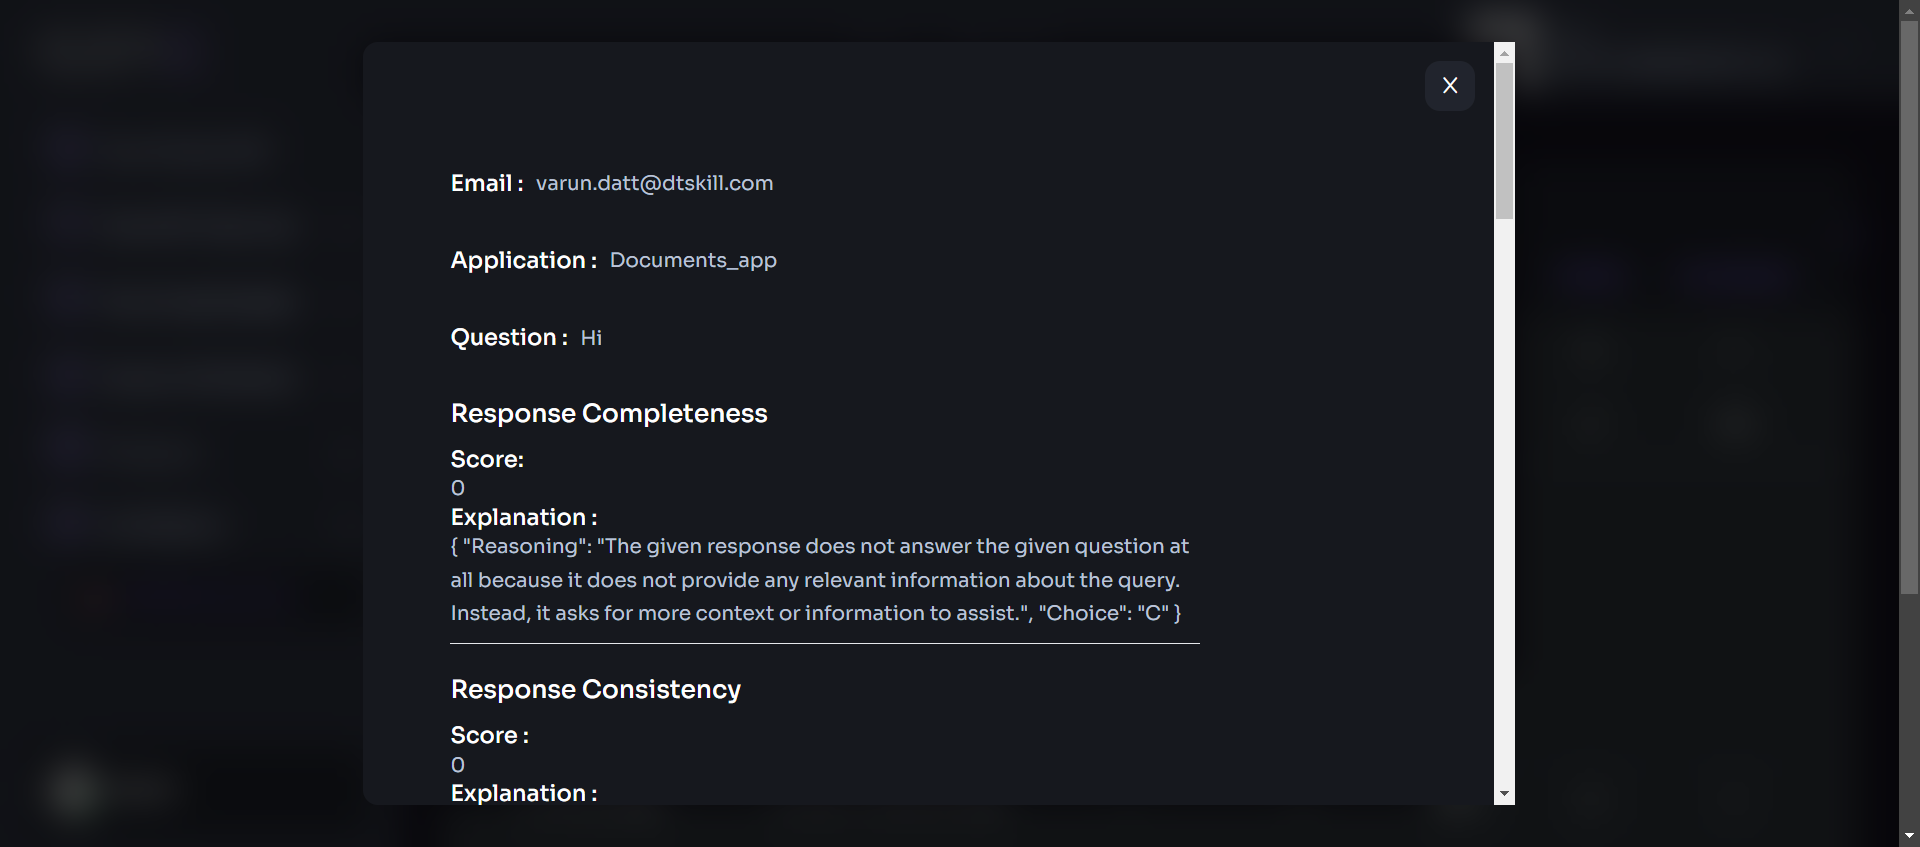 X
Email : varun.datt@dtskill.com
Application : Documents_app
Question : Hi
Response Completeness
Score:
0
Explanation :
{ "Reasoning": "The given response does not answer the given question at
all because it does not provide any relevant information about the query.
Instead, it asks for more context or information to assist.", "Choice": "C" }
Response Consistency
Score :
0
Explanation :